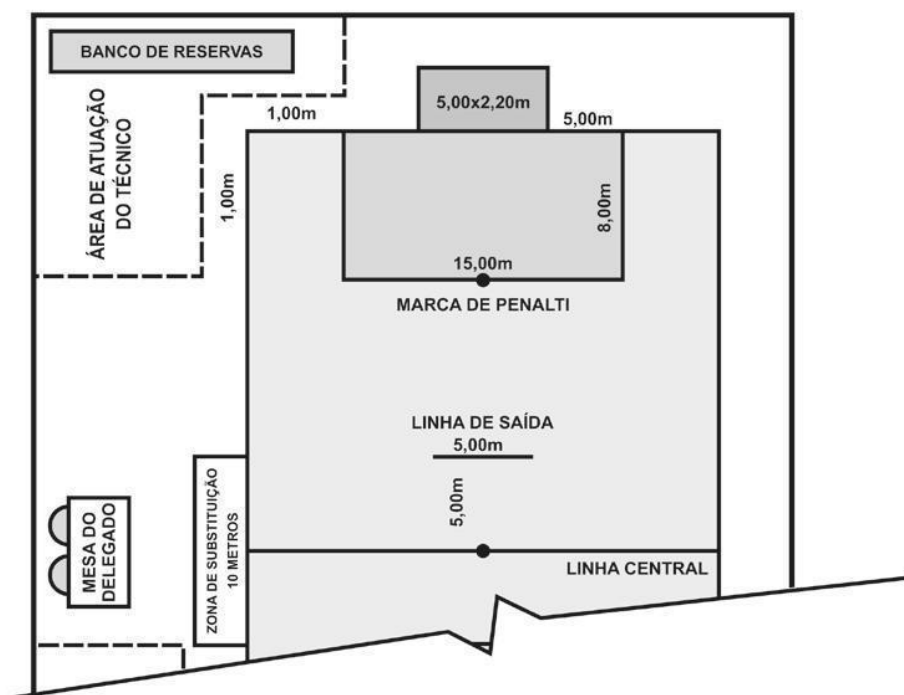 BANCO DE RESERVAS
5,00x2,20m
1,00m
5,00m
ÁREA DE ATUAÇÃO
DO TÉCNICO
1,00m
8,00m
15,00m
MARCA DE PENALTI
LINHA DE SAÍDA
5,00m
5,00m
ZONA DE SUBSTITUIÇÃO
10 METROS
MESA DO
DELEGADO
LINHA CENTRAL